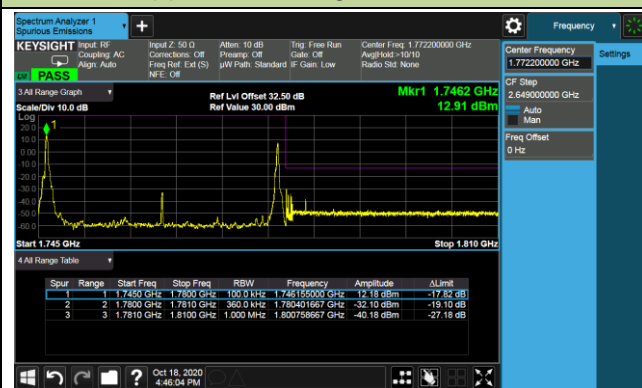 Spectrum Analyzer 1
Spurious Emissions
Frequency
KEYSIGHT
Input: RF
Coupling: AC
Align: Auto
Input Z: 50 Ω
Corrections: Off
Freq Ref: Ext (S)
NFE: Off
Atten: 10 dB
Preamp: Off
µW Path: Standard
Trig: Free Run
Gate: Off
IF Gain: Low
Center Freq: 1.772200000 GHz
Avg|Hold:>10/10
Radio Std: None
PASS
Center Frequency
1.772200000 GHz
Settings
CF Step
2.649000000 GHz
Auto
Man
Freq Offset
0 Hz
3 All Range Graph
Scale/Div 10.0 dB
Ref Lvl Offset 32.50 dB
Ref Value 30.00 dBm
Mkr1 1.7462 GHz
12.91 dBm
Log
20.0
10.0
0.00
-10.0
-20.0
-30.0
-40.0
-50.0
-60.0
1
Start 1.745 GHz
Stop 1.810 GHz
4 All Range Table
Spur Range Start Freq Stop Freq RBW Frequency Amplitude ΔLimit
1 1 1.7450 GHz 1.7800 GHz 100.0 kHz 1.746155000 GHz 12.18 dBm -17.82 dB
2 2 1.7800 GHz 1.7810 GHz 360.0 kHz 1.780401667 GHz -32.10 dBm -19.10 dB
3 3 1.7810 GHz 1.8100 GHz 1.000 MHz 1.800758667 GHz -40.18 dBm -27.18 dB
Oct 18, 2020
4:46:04 PM